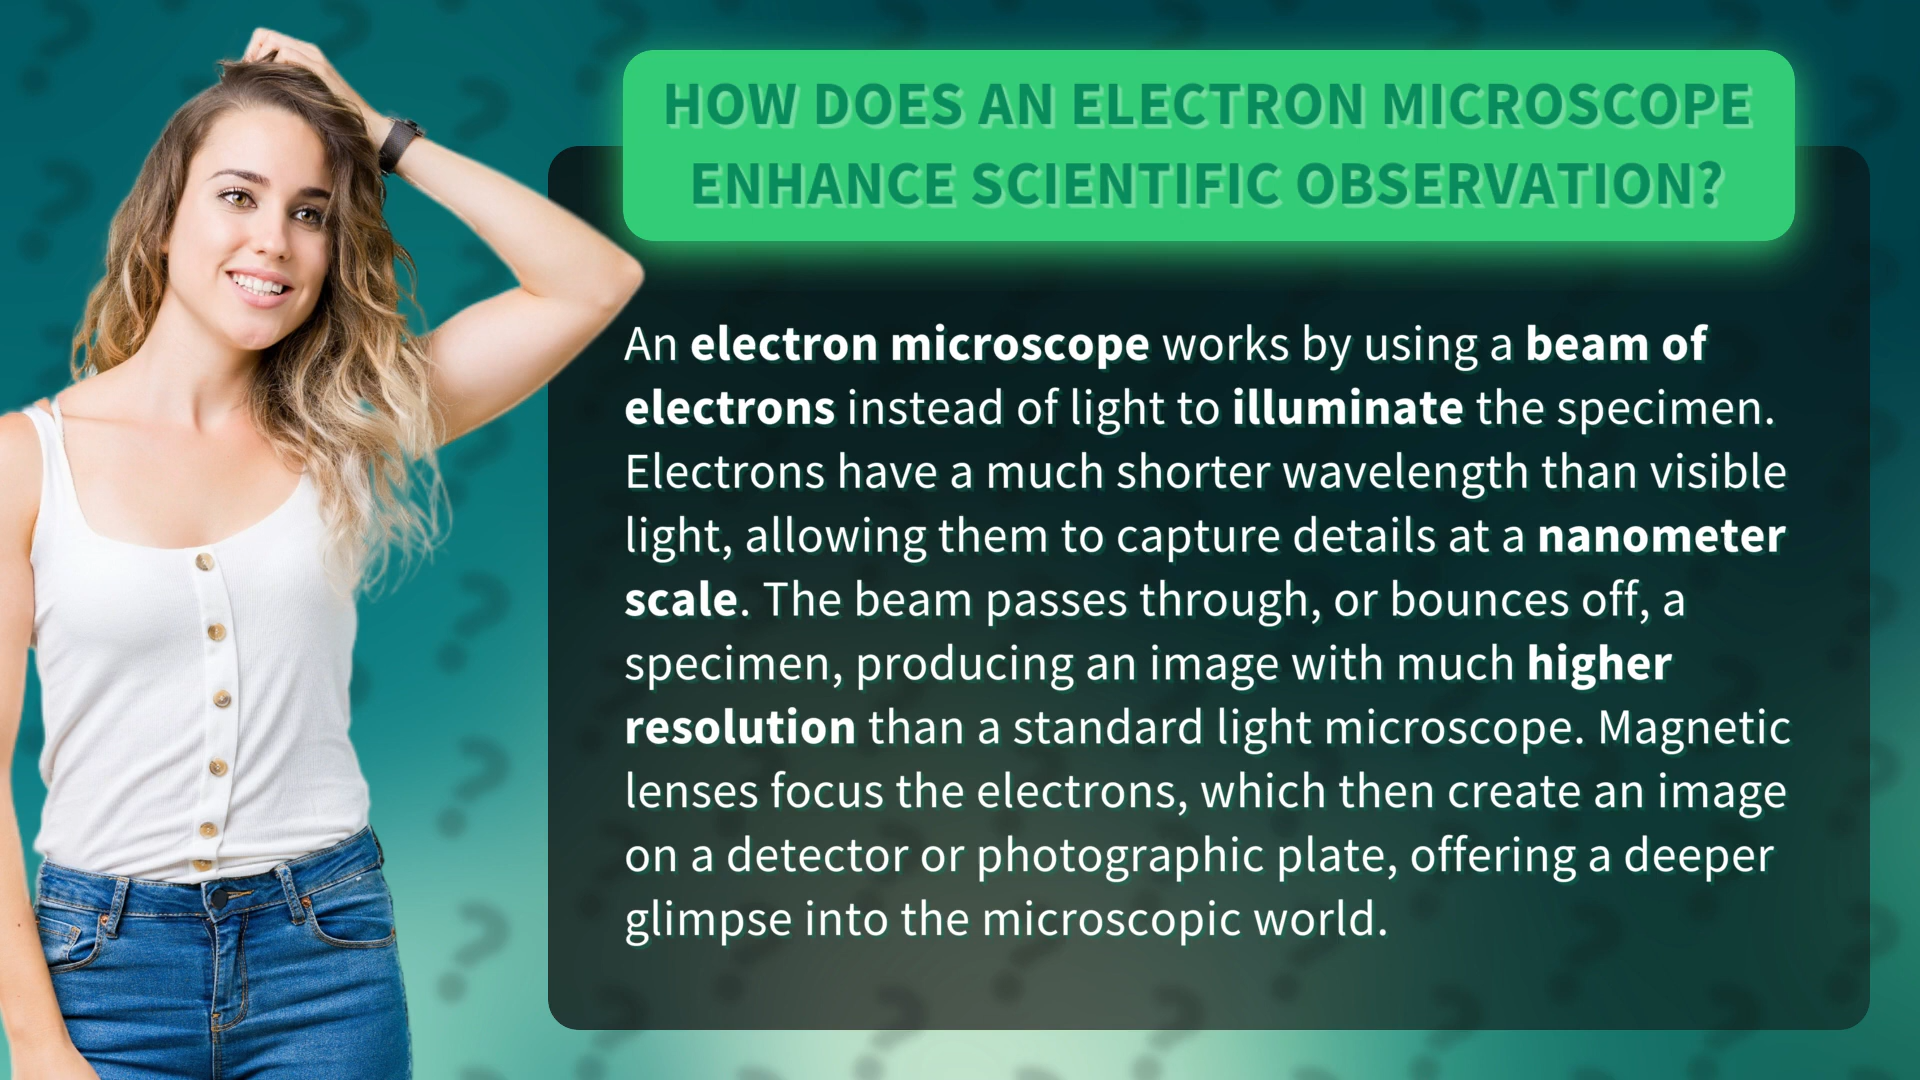 HOW DOES AN ELECTRON MICROSCOPE
ENHANCE SCIENTIFIC OBSERVATION?
An electron microscope works by using a beam of
electrons instead of light to illuminate the specimen.
Electrons have a much shorter wavelength than visible
light, allowing them to capture details at a nanometer
scale. The beam passes through, or bounces off, a
specimen, producing an image with much higher
resolution than a standard light microscope. Magnetic
lenses focus the electrons, which then create an image
on a detector or photographic plate, offering a deeper
glimpse into the microscopic world.